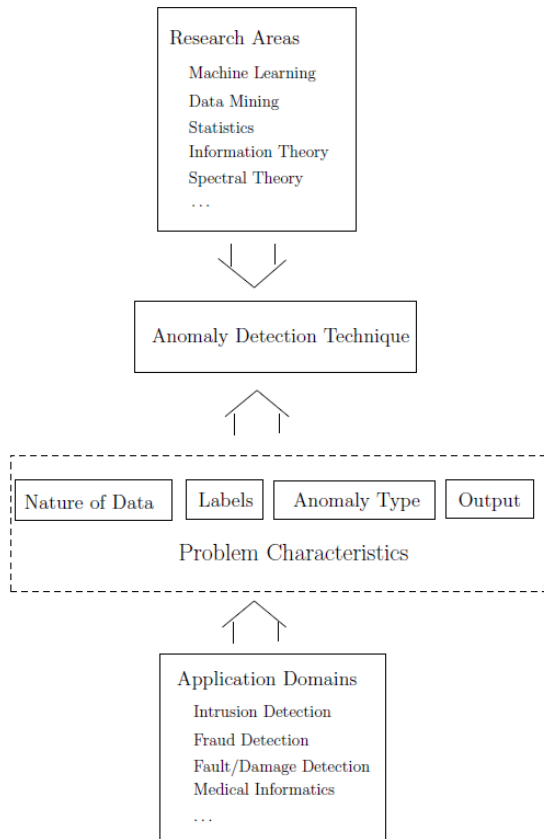 Research Areas
Machine Learning
Data Mining
Statistics
Information Theory
Spectral Theory
...
Anomaly Detection Technique
Nature of Data
Labels
Anomaly Type
Output
Problem Characteristics
Application Domains
Intrusion Detection
Fraud Detection
Fault/Damage Detection
Medical Informatics
...